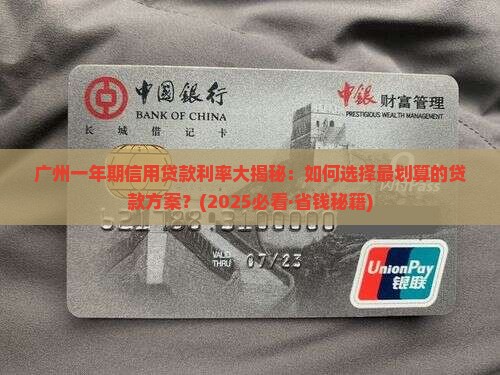 中国银行
BANK OF CHINA
长城借记卡
中银 财富管理
PRESTIGIOUS WEALTH MANAGEMENT
广州一年期信用贷款利率大揭秘：如何选择最划算的贷
款方案？(2025必看·省钱秘籍)
VALID
THRU 07/23
UnionPay
银联